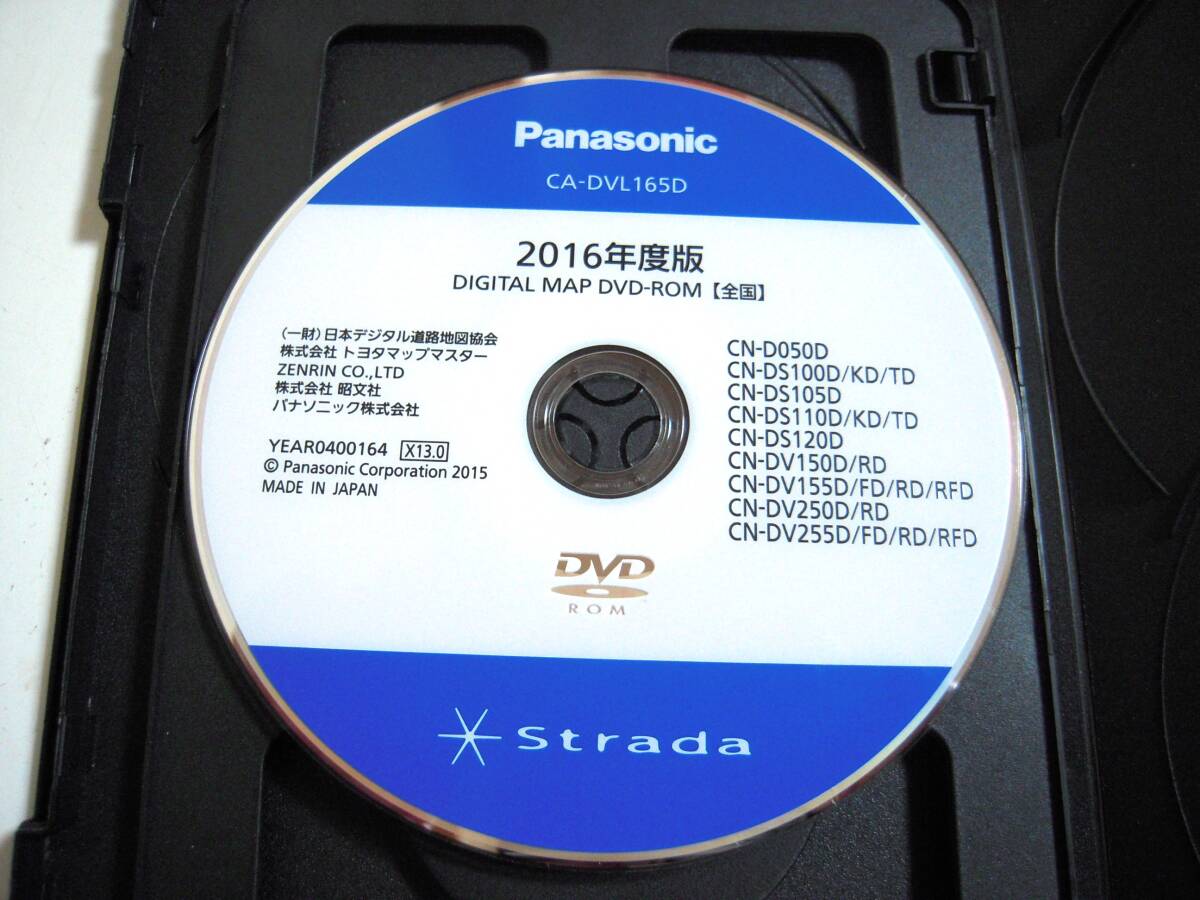 Panasonic
CA-DVL165D
2016年度版
DIGITAL MAP DVD-ROM【全国】
(一財)日本デジタル道路地図協会
株式会社 トヨタマップマスター
ZENRIN CO.,LTD
株式会社 昭文社
パナソニック株式会社
YEAR0400164 X13.0
© Panasonic Corporation 2015
MADE IN JAPAN
CN-D050D
CN-DS100D/KD/TD
CN-DS105D
CN-DS110D/KD/TD
CN-DS120D
CN-DV150D/RD
CN-DV155D/FD/RD/RFD
CN-DV250D/RD
CN-DV255D/FD/RD/RFD
DVD
ROM
Strada